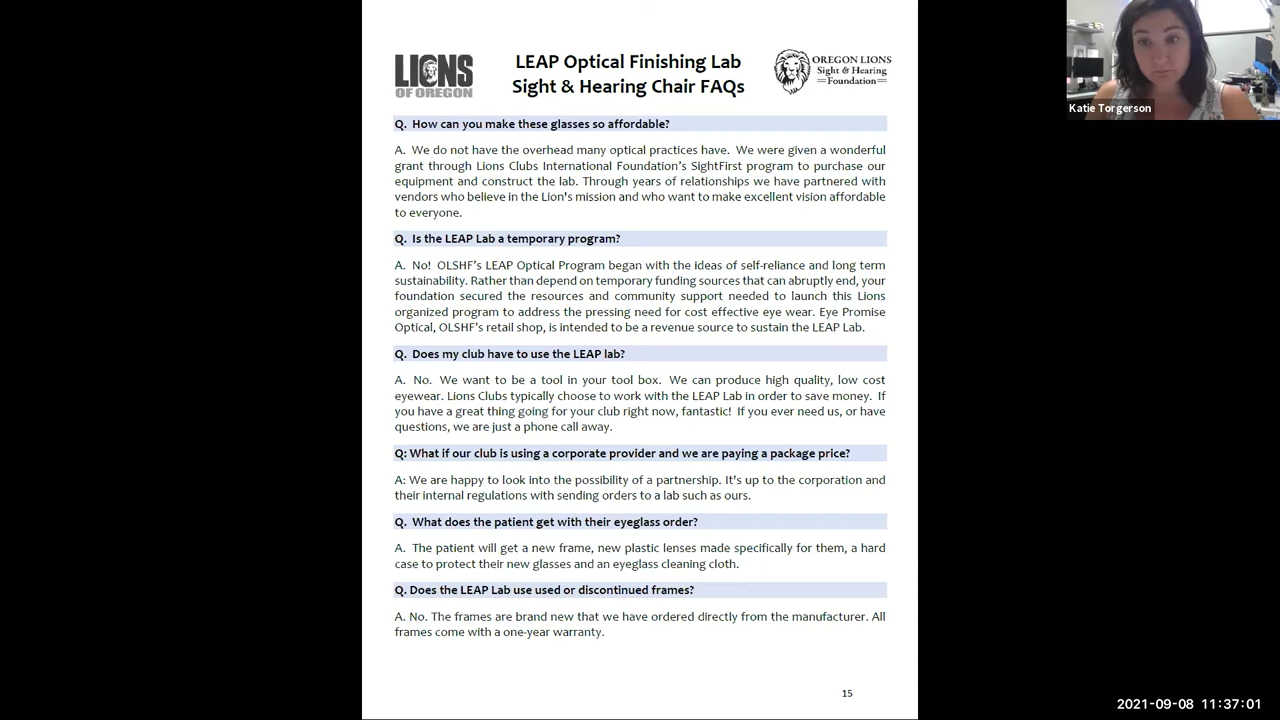 LIONS
OF OREGON
LEAP Optical Finishing Lab
Sight & Hearing Chair FAQs
OREGON LIONS
Sight & Hearing
Foundation
Katie Torgerson
Q. How can you make these glasses so affordable?
A. We do not have the overhead many optical practices have. We were given a wonderful
grant through Lions Clubs International Foundation's SightFirst program to purchase our
equipment and construct the lab. Through years of relationships we have partnered with
vendors who believe in the Lion's mission and who want to make excellent vision affordable
to everyone.
Q. Is the LEAP Lab a temporary program?
A. No! OLSHF's LEAP Optical Program began with the ideas of self-reliance and long term
sustainability. Rather than depend on temporary funding sources that can abruptly end, your
foundation secured the resources and community support needed to launch this Lions
organized program to address the pressing need for cost effective eye wear. Eye Promise
Optical, OLSHF's retail shop, is intended to be a revenue source to sustain the LEAP Lab.
Q. Does my club have to use the LEAP lab?
A. No. We want to be a tool in your tool box. We can produce high quality, low cost
eyewear. Lions Clubs typically choose to work with the LEAP Lab in order to save money. If
you have a great thing going for your club right now, fantastic! If you ever need us, or have
questions, we are just a phone call away.
Q: What if our club is using a corporate provider and we are paying a package price?
A: We are happy to look into the possibility of a partnership. It's up to the corporation and
their internal regulations with sending orders to a lab such as ours.
Q. What does the patient get with their eyeglass order?
A. The patient will get a new frame, new plastic lenses made specifically for them, a hard
case to protect their new glasses and an eyeglass cleaning cloth.
Q. Does the LEAP Lab use used or discontinued frames?
A. No. The frames are brand new that we have ordered directly from the manufacturer. All
frames come with a one-year warranty.
15
2021-09-08 11:37:01